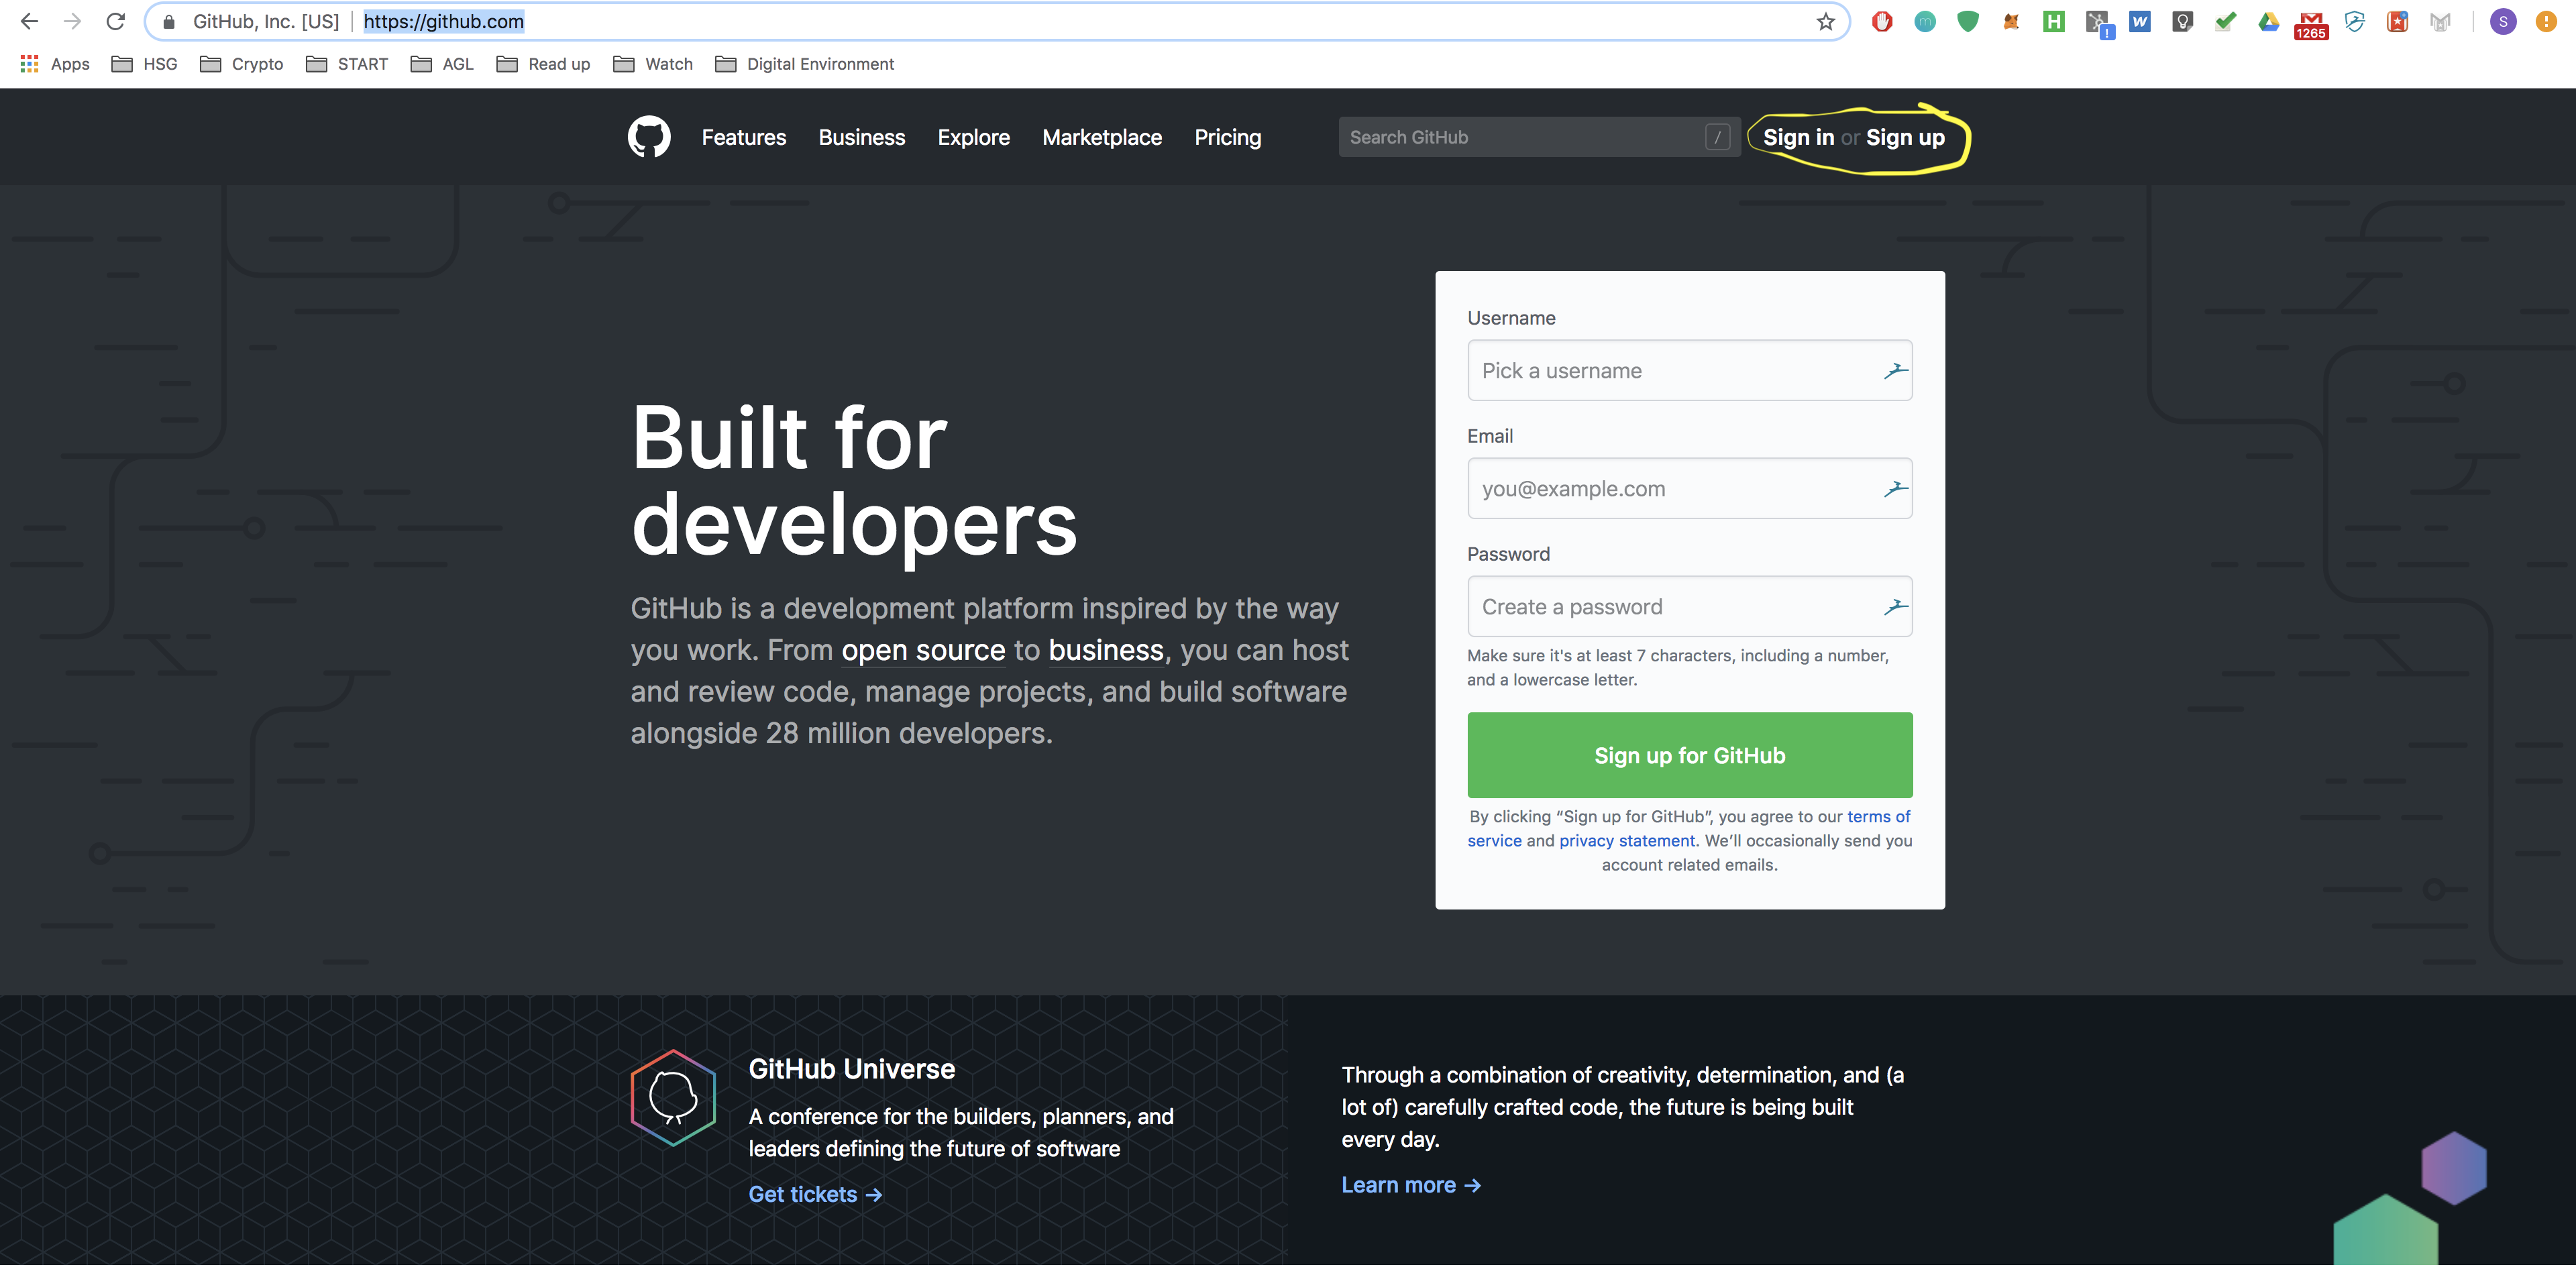 GitHub, Inc. [US] | https://github.com
H
W
1265
S
!
!
Apps HSG Crypto START AGL Read up Watch Digital Environment
Features Business Explore Marketplace Pricing
Search GitHub /
Sign in or Sign up
Built for
developers
GitHub is a development platform inspired by the way
you work. From open source to business, you can host
and review code, manage projects, and build software
alongside 28 million developers.
Username
Pick a username
Email
you@example.com
Password
Create a password
Make sure it's at least 7 characters, including a number,
and a lowercase letter.
Sign up for GitHub
By clicking “Sign up for GitHub”, you agree to our terms of
service and privacy statement. We’ll occasionally send you
account related emails.
GitHub Universe
A conference for the builders, planners, and
leaders defining the future of software
Get tickets →
Through a combination of creativity, determination, and (a
lot of) carefully crafted code, the future is being built
every day.
Learn more →